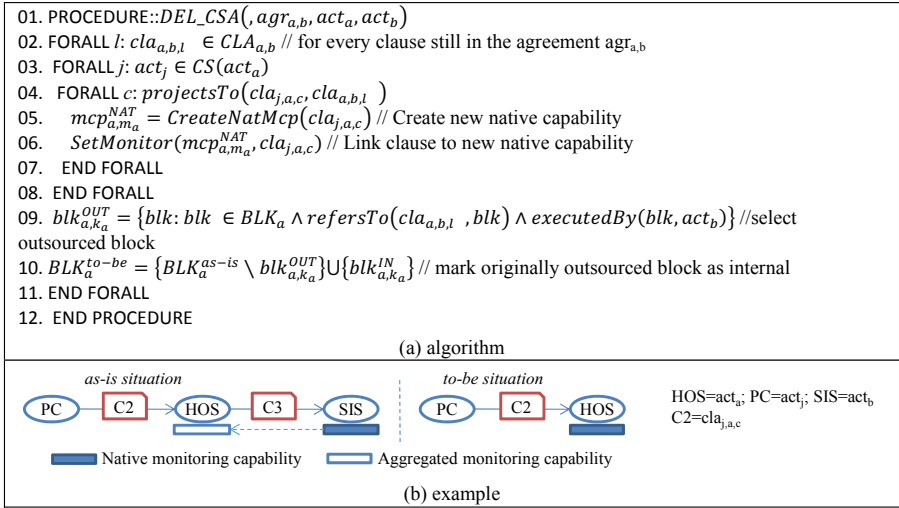 01. PROCEDURE::DEL_CSA(,agr_{a,b}, act_a, act_b)
02. FORALL l: cla_{a,b,l} ∈ CLA_{a,b} // for every clause still in the agreement agr_{a,b}
03. FORALL j: act_j ∈ CS(act_a)
04. FORALL c: projectsTo(cla_{j,a,c}, cla_{a,b,l} )
05. mcp^{NAT}_{a,m_a} = CreateNatMcp(cla_{j,a,c}) // Create new native capability
06. SetMonitor(mcp^{NAT}_{a,m_a}, cla_{j,a,c}) // Link clause to new native capability
07. END FORALL
08. END FORALL
09. blk^{OUT}_{a,k_a} = {blk: blk ∈ BLK_a ∧ refersTo(cla_{a,b,l} , blk) ∧ executedBy(blk, act_b)} //select
outsourced block
10. BLK^{to-be}_a = {BLK^{as-is}_a \ blk^{OUT}_{a,k_a}}∪{blk^{IN}_{a,k_a}} // mark originally outsourced block as internal
11. END FORALL
12. END PROCEDURE
(a) algorithm
as-is situation
to-be situation
PC C2 HOS C3 SIS
PC C2 HOS
HOS=act_a; PC=act_j; SIS=act_b
C2=cla_{j,a,c}
Native monitoring capability
Aggregated monitoring capability
(b) example